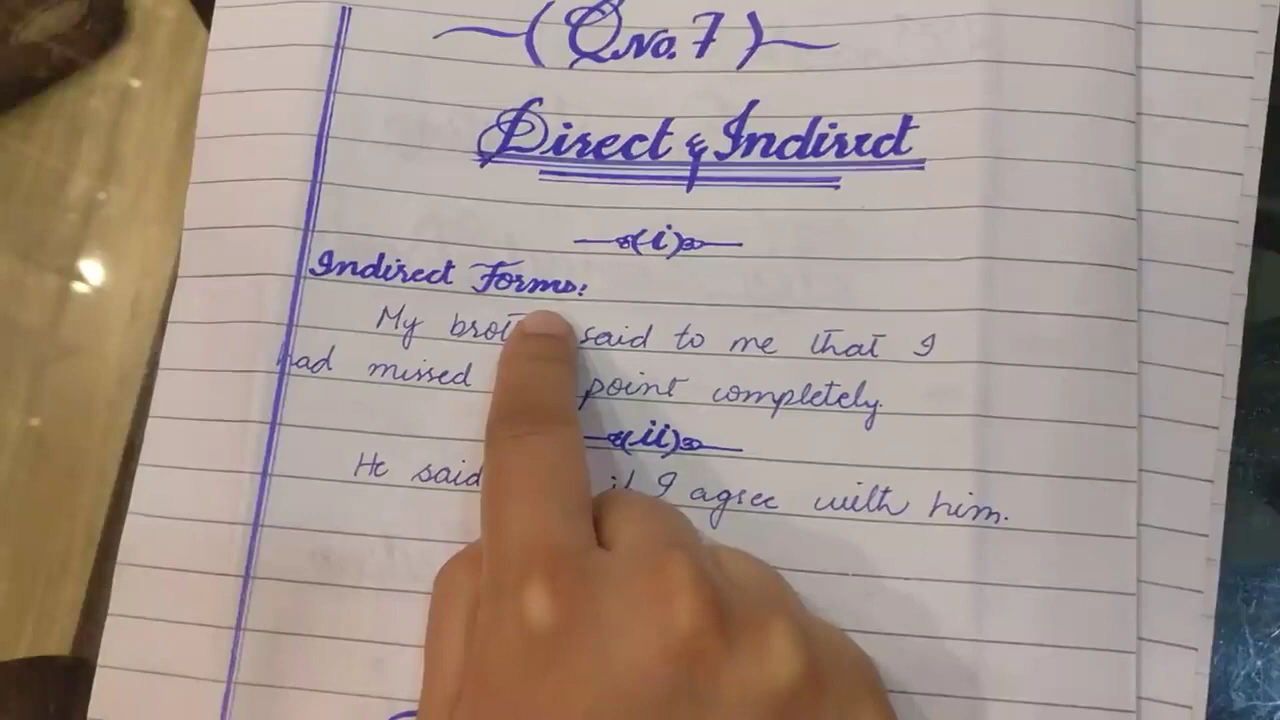 (Q No. 7)
Direct & Indirect
(i)
Indirect Forms:
My said to me that I
had missed point completely.
(ii)
He said if I agree with him.